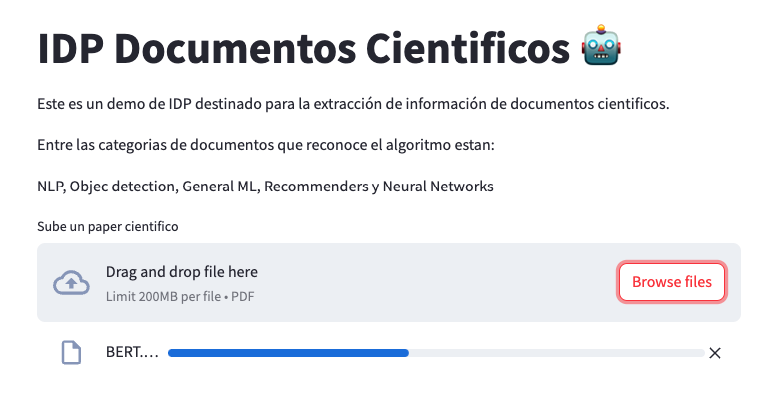 IDP Documentos Cientificos 🤖
Este es un demo de IDP destinado para la extracción de información de documentos cientificos.
Entre las categorias de documentos que reconoce el algoritmo estan:
NLP, Objec detection, General ML, Recommenders y Neural Networks
Sube un paper cientifico
Drag and drop file here
Limit 200MB per file • PDF
Browse files
BERT.…